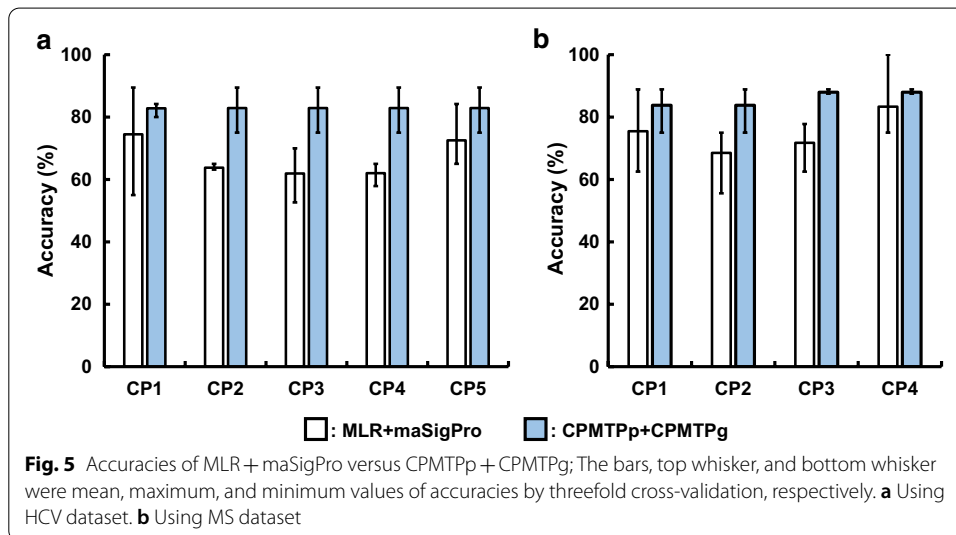 a
b
100
80
60
40
20
0
Accuracy (%)
CP1 CP2 CP3 CP4 CP5
100
80
60
40
20
0
Accuracy (%)
CP1 CP2 CP3 CP4
: MLR+maSigPro : CPMTPp+CPMTPg
Fig. 5 Accuracies of MLR + maSigPro versus CPMTPp + CPMTPg; The bars, top whisker, and bottom whisker
were mean, maximum, and minimum values of accuracies by threefold cross-validation, respectively. a Using
HCV dataset. b Using MS dataset